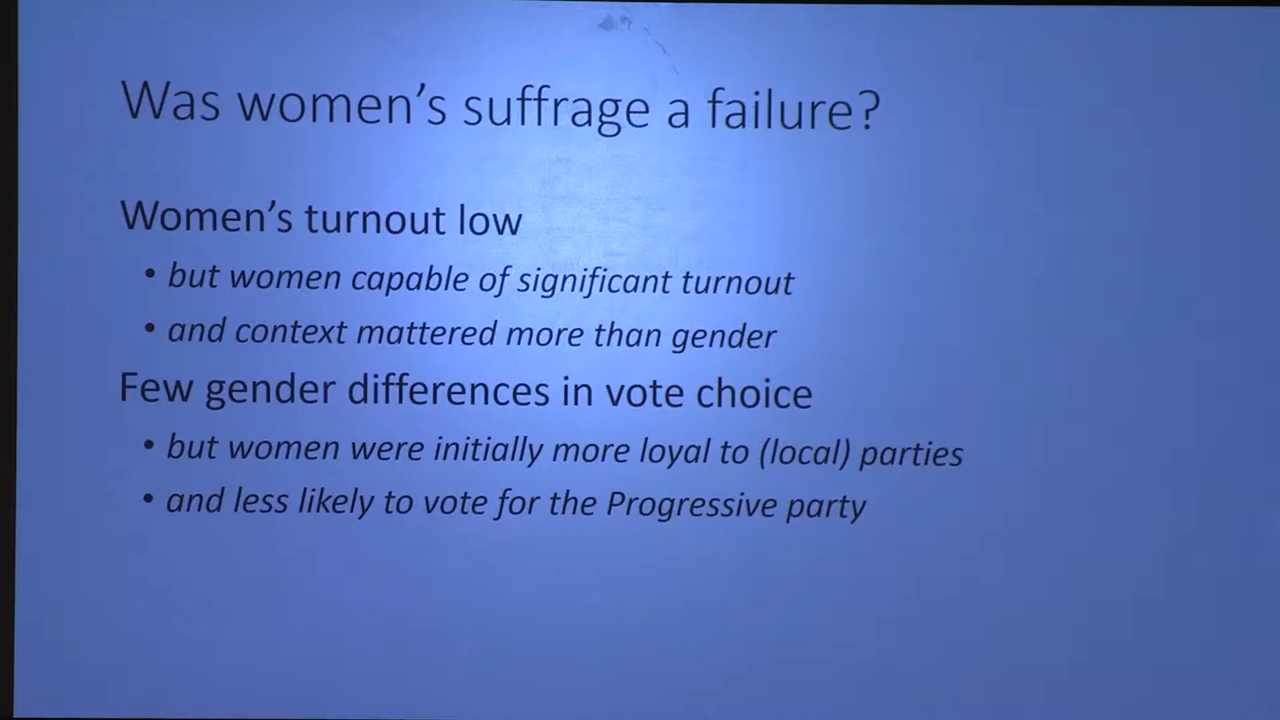 Was women’s suffrage a failure?
Women’s turnout low
• but women capable of significant turnout
• and context mattered more than gender
Few gender differences in vote choice
• but women were initially more loyal to (local) parties
• and less likely to vote for the Progressive party